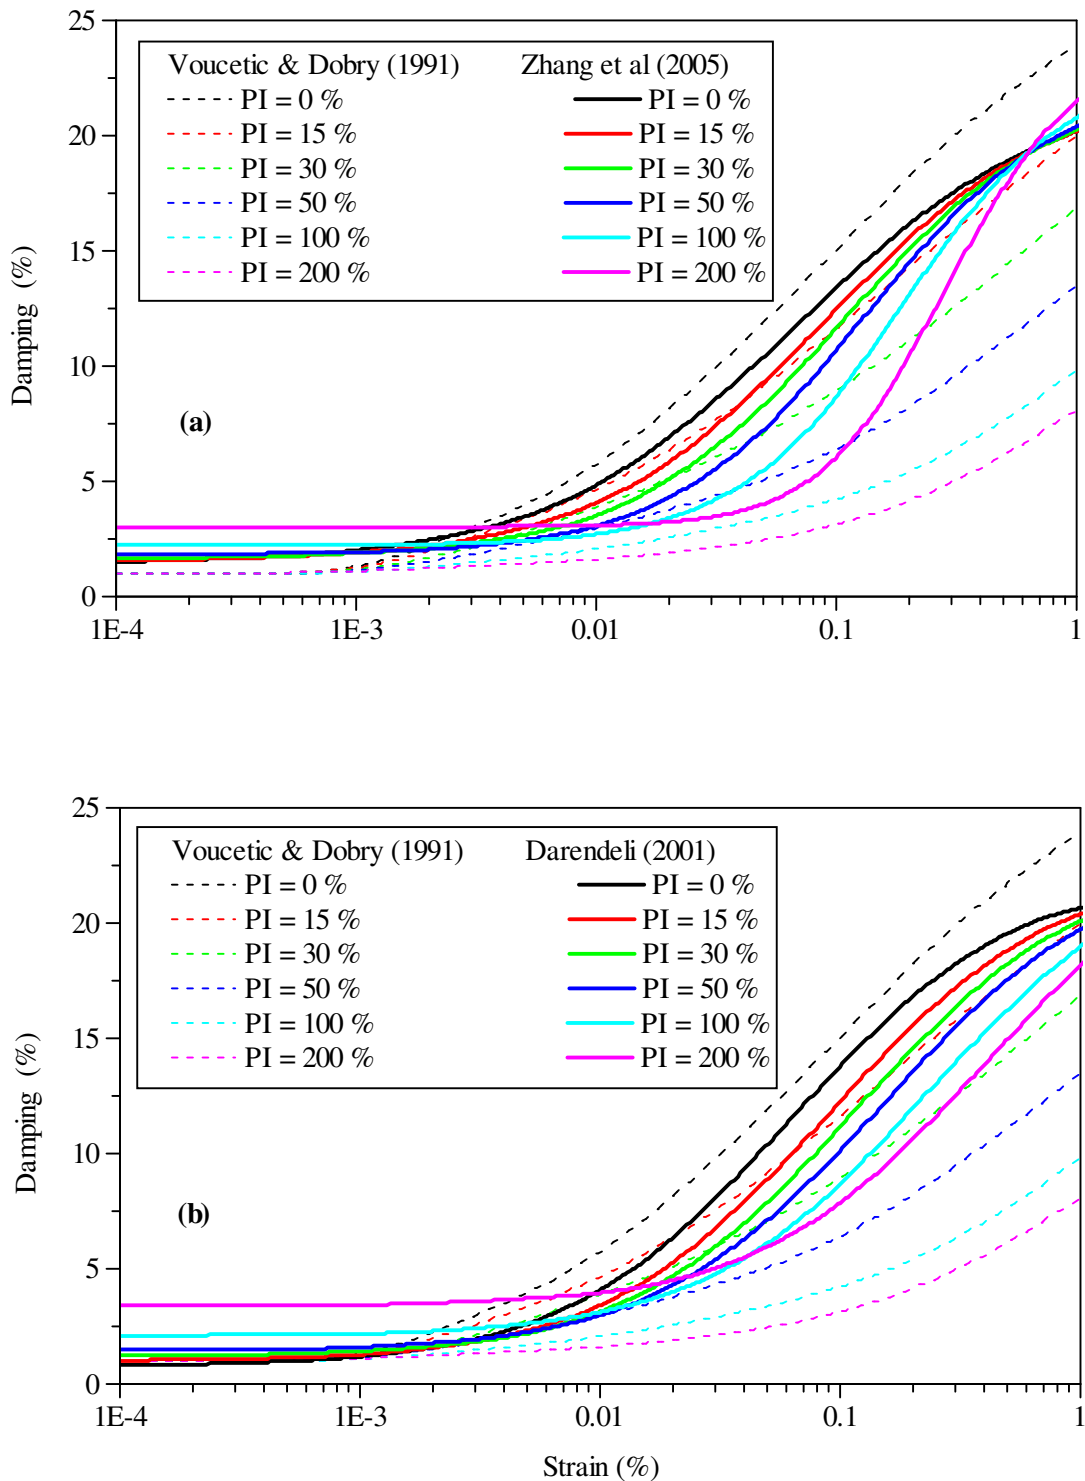 25
20
15
10
5
0
Damping (%)
Voucetic & Dobry (1991) Zhang et al (2005)
PI = 0 % PI = 0 %
PI = 15 % PI = 15 %
PI = 30 % PI = 30 %
PI = 50 % PI = 50 %
PI = 100 % PI = 100 %
PI = 200 % PI = 200 %
(a)
1E-4 1E-3 0.01 0.1 1
25
20
15
10
5
0
Damping (%)
Voucetic & Dobry (1991) Darendeli (2001)
PI = 0 % PI = 0 %
PI = 15 % PI = 15 %
PI = 30 % PI = 30 %
PI = 50 % PI = 50 %
PI = 100 % PI = 100 %
PI = 200 % PI = 200 %
(b)
1E-4 1E-3 0.01 0.1 1
Strain (%)